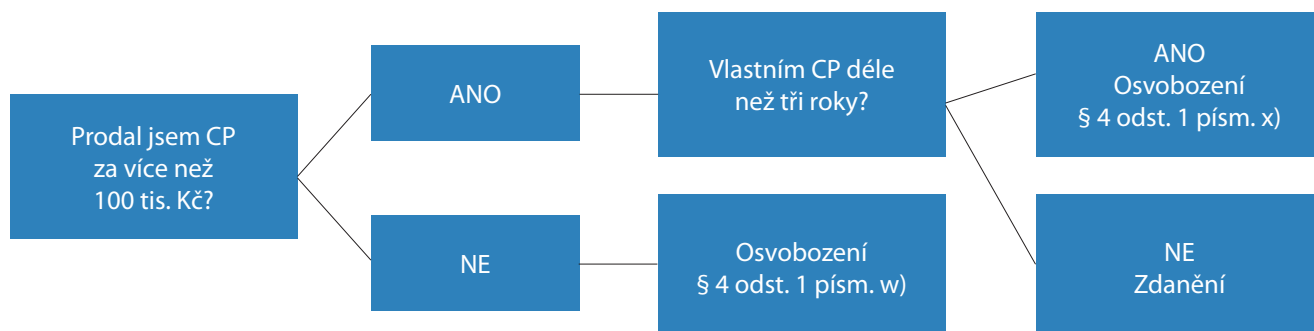 Prodal jsem CP
za více než
100 tis. Kč?
ANO
NE
Vlastním CP déle
než tři roky?
Osvobození
§ 4 odst. 1 písm. w)
ANO
Osvobození
§ 4 odst. 1 písm. x)
NE
Zdanění